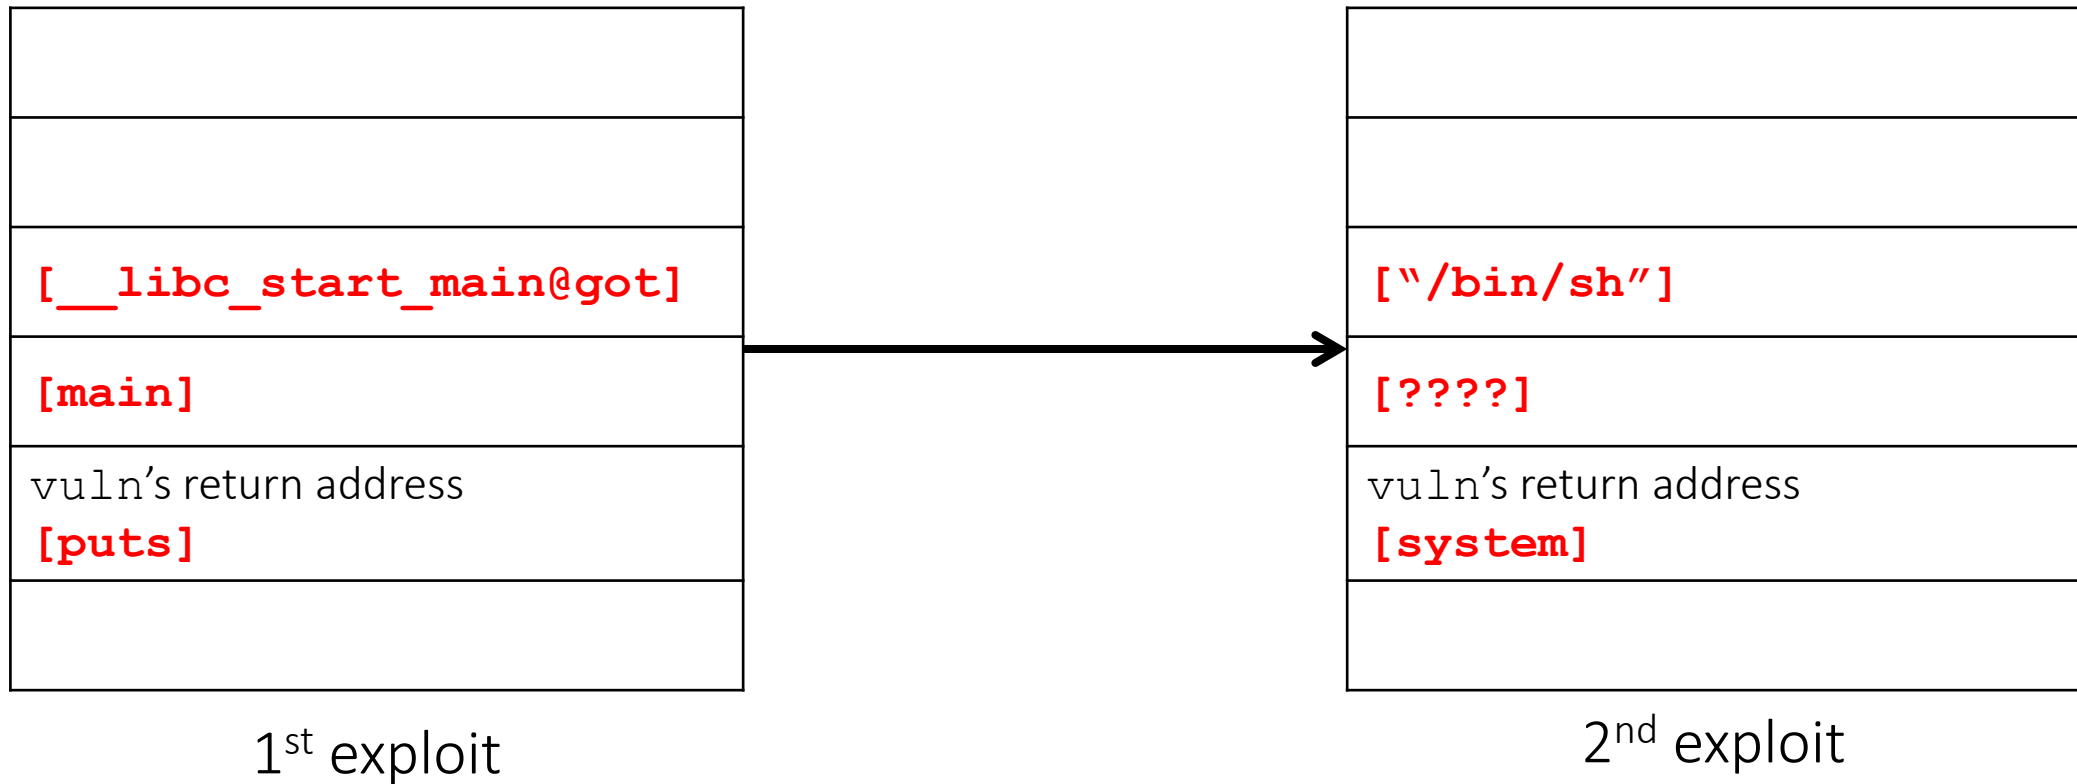 [__libc_start_main@got]
[main]
vuln’s return address
[puts]
1st exploit
[“/bin/sh”]
[????]
vuln’s return address
[system]
2nd exploit